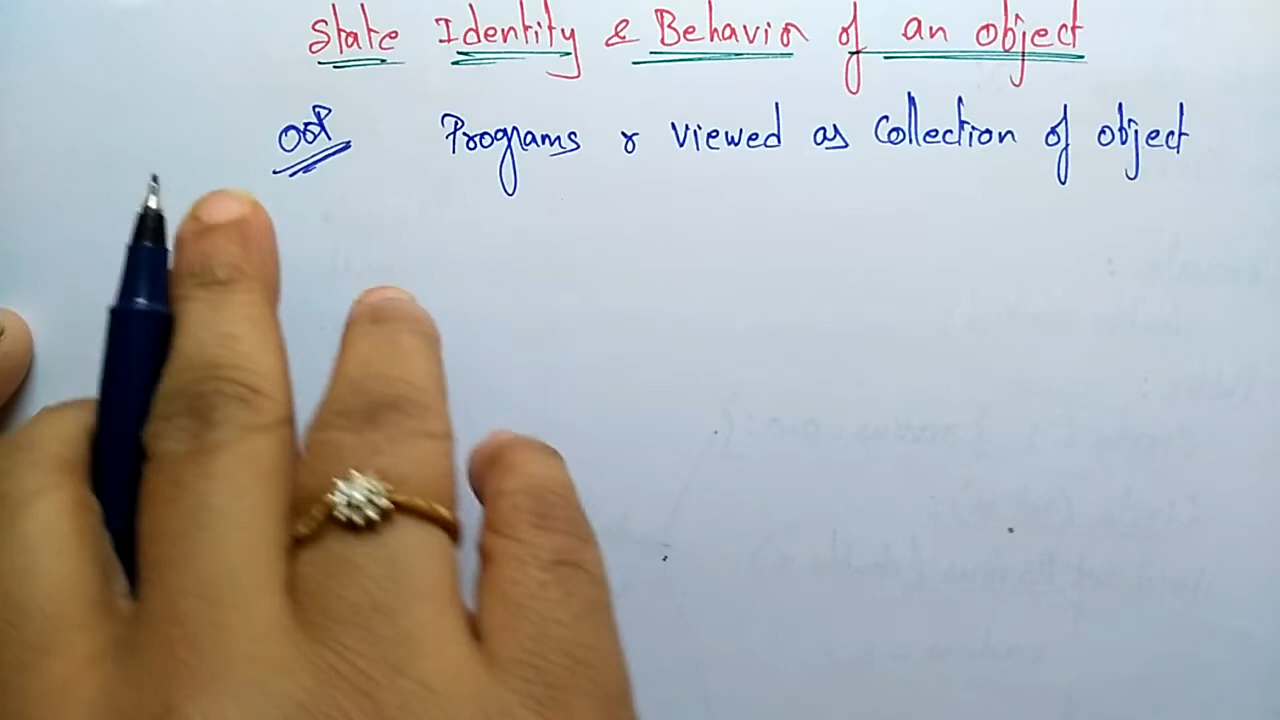 State Identity & Behavior of an object
OOP Programs r viewed as Collection of object